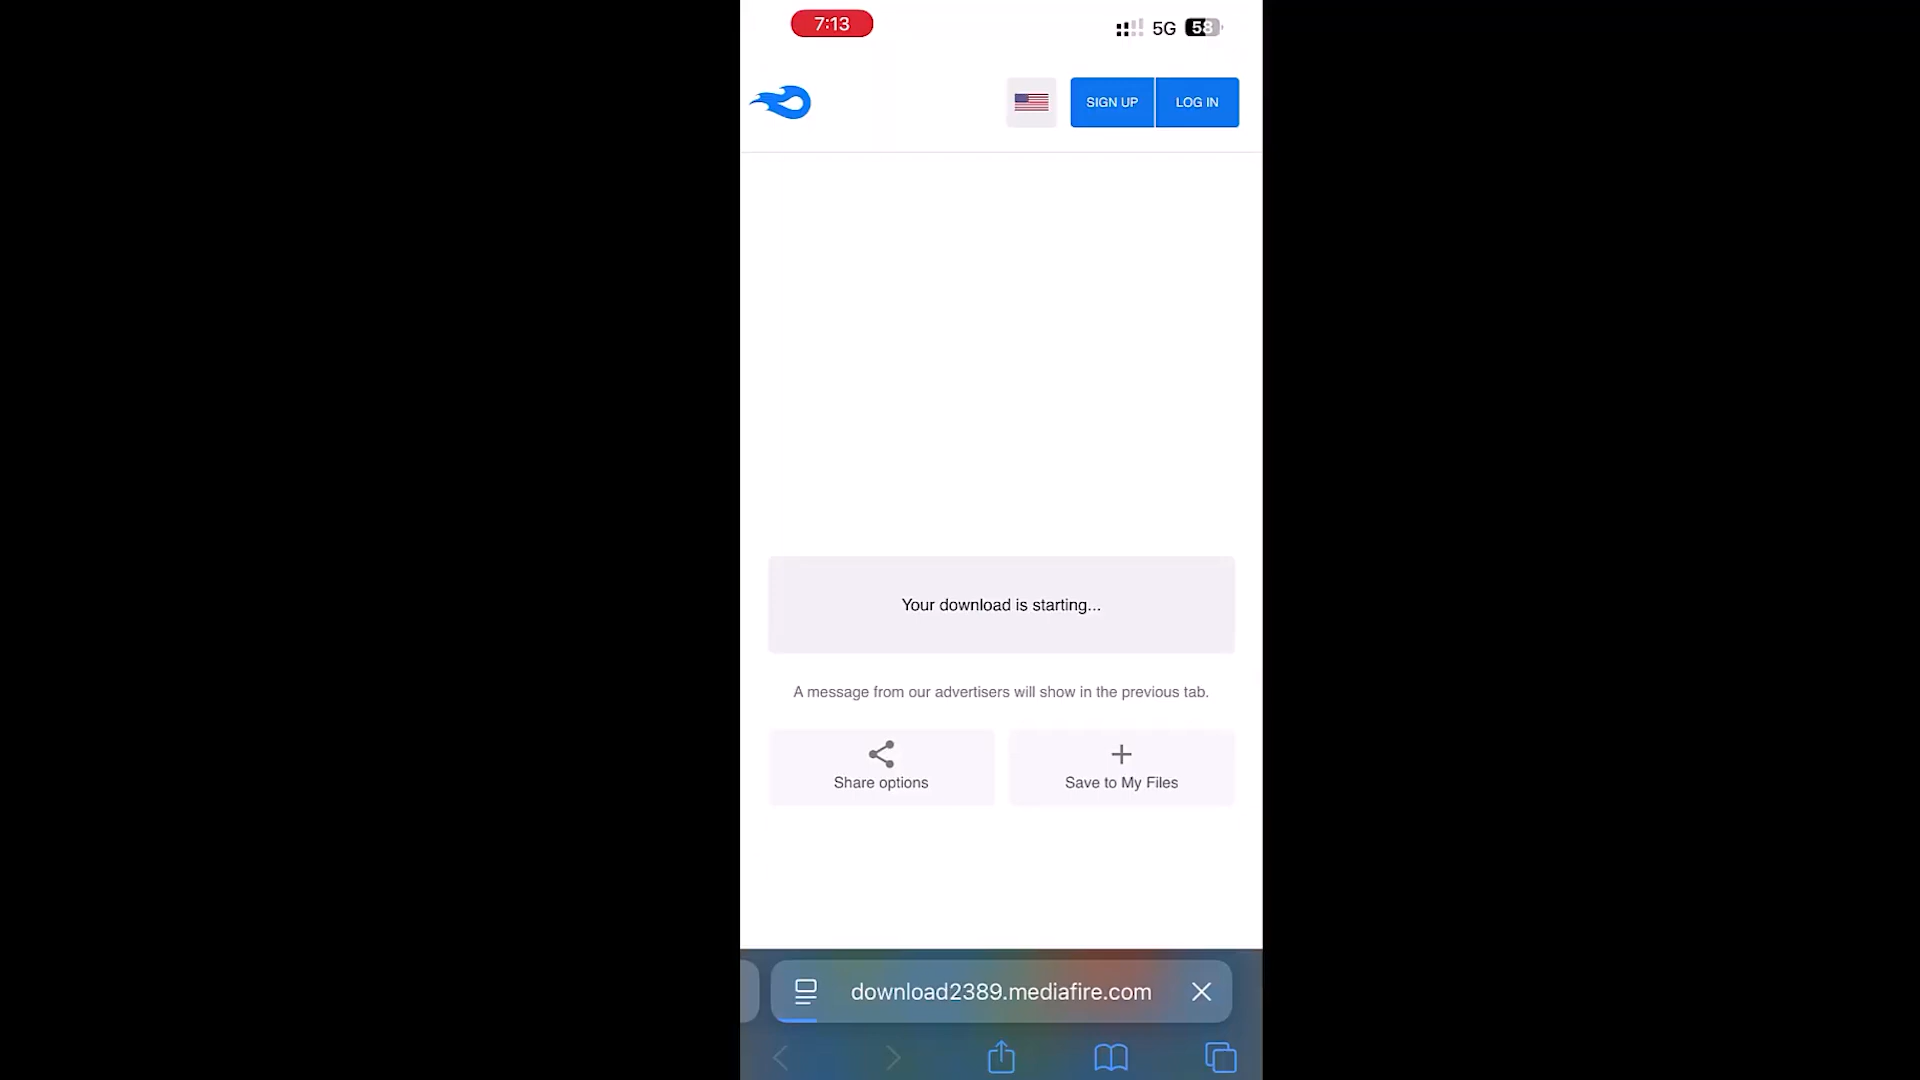 7:13
5G
58
SIGN UP
LOG IN
Your download is starting...
A message from our advertisers will show in the previous tab.
Share options
Save to My Files
download2389.mediafire.com